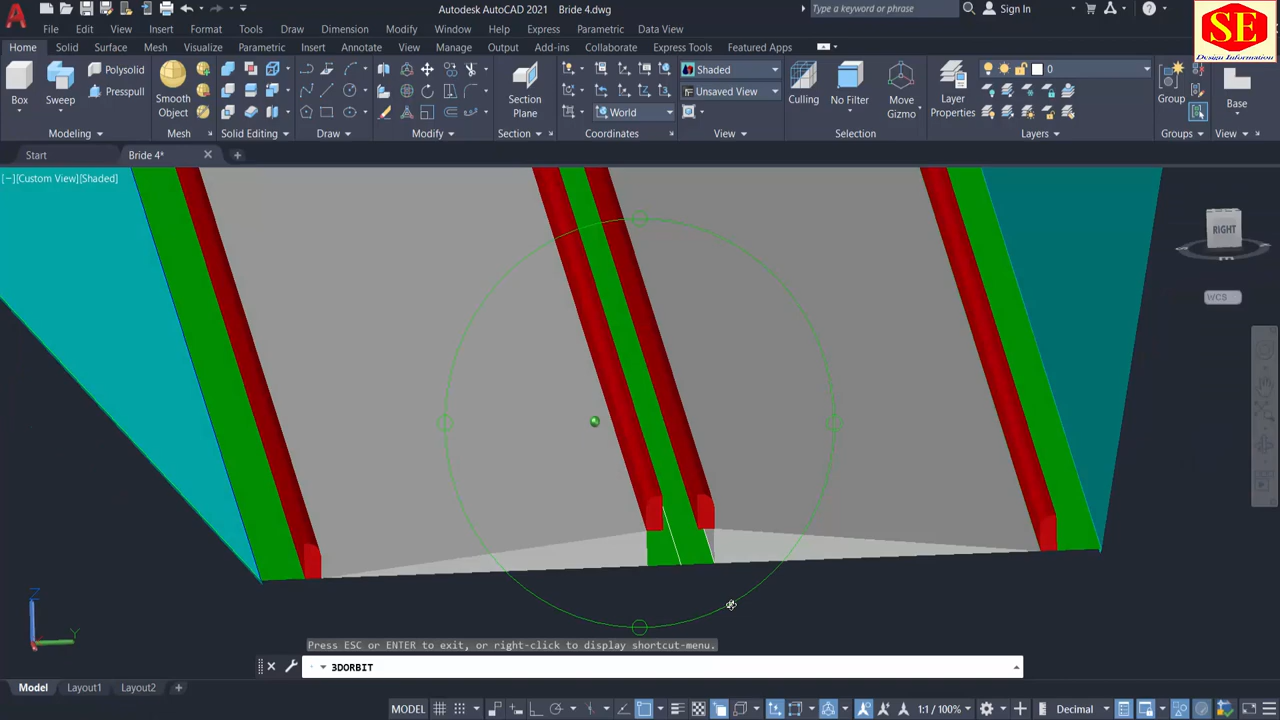 Autodesk AutoCAD 2021 Bride 4.dwg
Type a keyword or phrase
Sign In
SE
Design Information
File Edit View Insert Format Tools Draw Dimension Modify Window Help Express Parametric Data View
Home Solid Surface Mesh Visualize Parametric Insert Annotate View Manage Output Add-ins Collaborate Express Tools Featured Apps
Box
Sweep
Polysolid
Presspull
Smooth
Object
Section
Plane
World
Shaded
Unsaved View
Culling
No Filter
Move
Gizmo
Layer
Properties
0
Group
Base
Modeling Mesh Solid Editing Draw Modify Section Coordinates View Selection Layers Groups View
Start Bride 4*
[−][Custom View][Shaded]
RIGHT
WCS
Z
Y
Press ESC or ENTER to exit, or right-click to display shortcut-menu.
3DORBIT
Model Layout1 Layout2
MODEL 1:1 / 100% Decimal